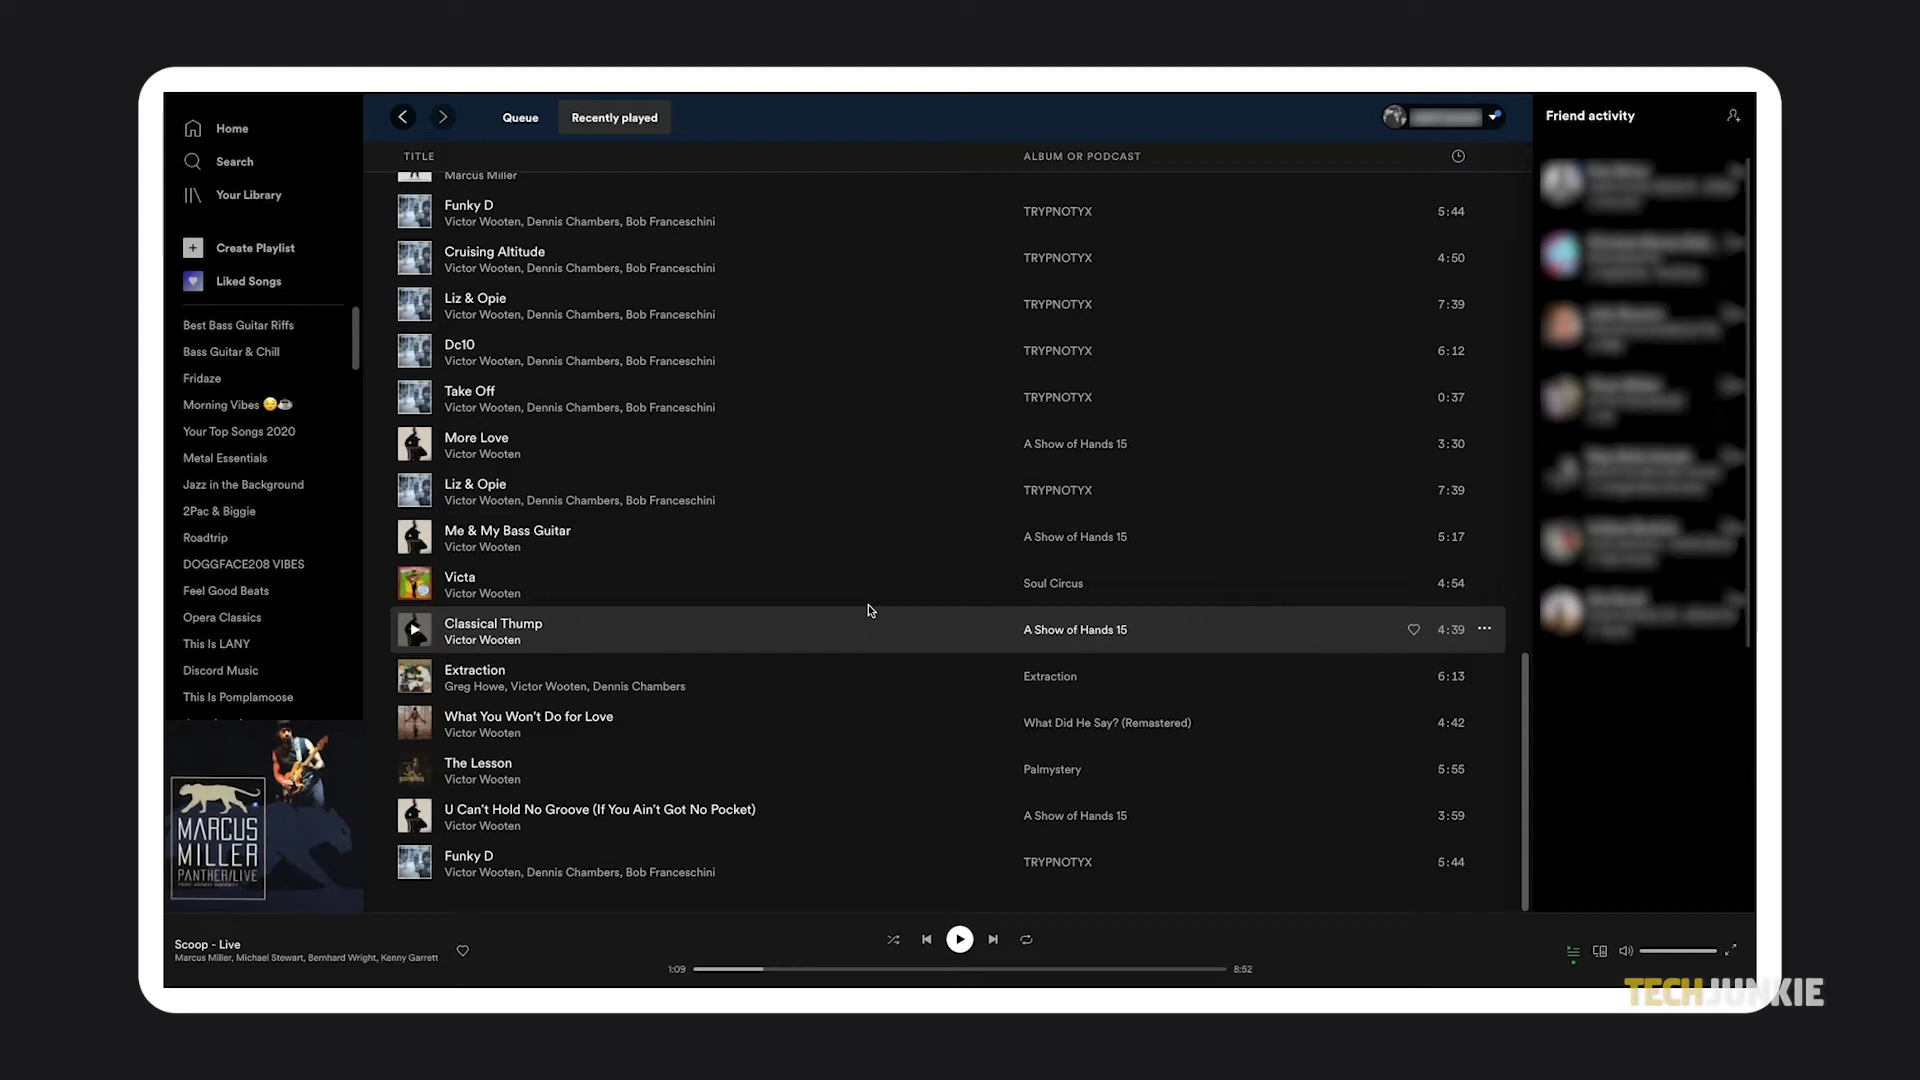 Home
Search
Your Library
Create Playlist
Liked Songs
Best Bass Guitar Riffs
Bass Guitar & Chill
Fridaze
Morning Vibes 😌☕
Your Top Songs 2020
Metal Essentials
Jazz in the Background
2Pac & Biggie
Roadtrip
DOGGFACE208 VIBES
Feel Good Beats
Opera Classics
This Is LANY
Discord Music
This Is Pomplamoose
MARCUS
MILLER
PANTHER/LIVE
FEAT. KENNY GARRETT
Queue Recently played
TITLE ALBUM OR PODCAST
Marcus Miller
Funky D
Victor Wooten, Dennis Chambers, Bob Franceschini
TRYPNOTYX 5:44
Cruising Altitude
Victor Wooten, Dennis Chambers, Bob Franceschini
TRYPNOTYX 4:50
Liz & Opie
Victor Wooten, Dennis Chambers, Bob Franceschini
TRYPNOTYX 7:39
Dc10
Victor Wooten, Dennis Chambers, Bob Franceschini
TRYPNOTYX 6:12
Take Off
Victor Wooten, Dennis Chambers, Bob Franceschini
TRYPNOTYX 0:37
More Love
Victor Wooten
A Show of Hands 15 3:30
Liz & Opie
Victor Wooten, Dennis Chambers, Bob Franceschini
TRYPNOTYX 7:39
Me & My Bass Guitar
Victor Wooten
A Show of Hands 15 5:17
Victa
Victor Wooten
Soul Circus 4:54
Classical Thump
Victor Wooten
A Show of Hands 15 4:39
Extraction
Greg Howe, Victor Wooten, Dennis Chambers
Extraction 6:13
What You Won't Do for Love
Victor Wooten
What Did He Say? (Remastered) 4:42
The Lesson
Victor Wooten
Palmystery 5:55
U Can't Hold No Groove (If You Ain't Got No Pocket)
Victor Wooten
A Show of Hands 15 3:59
Funky D
Victor Wooten, Dennis Chambers, Bob Franceschini
TRYPNOTYX 5:44
Friend activity
Scoop - Live
Marcus Miller, Michael Stewart, Bernhard Wright, Kenny Garrett
1:09 8:52
TECHJUNKIE